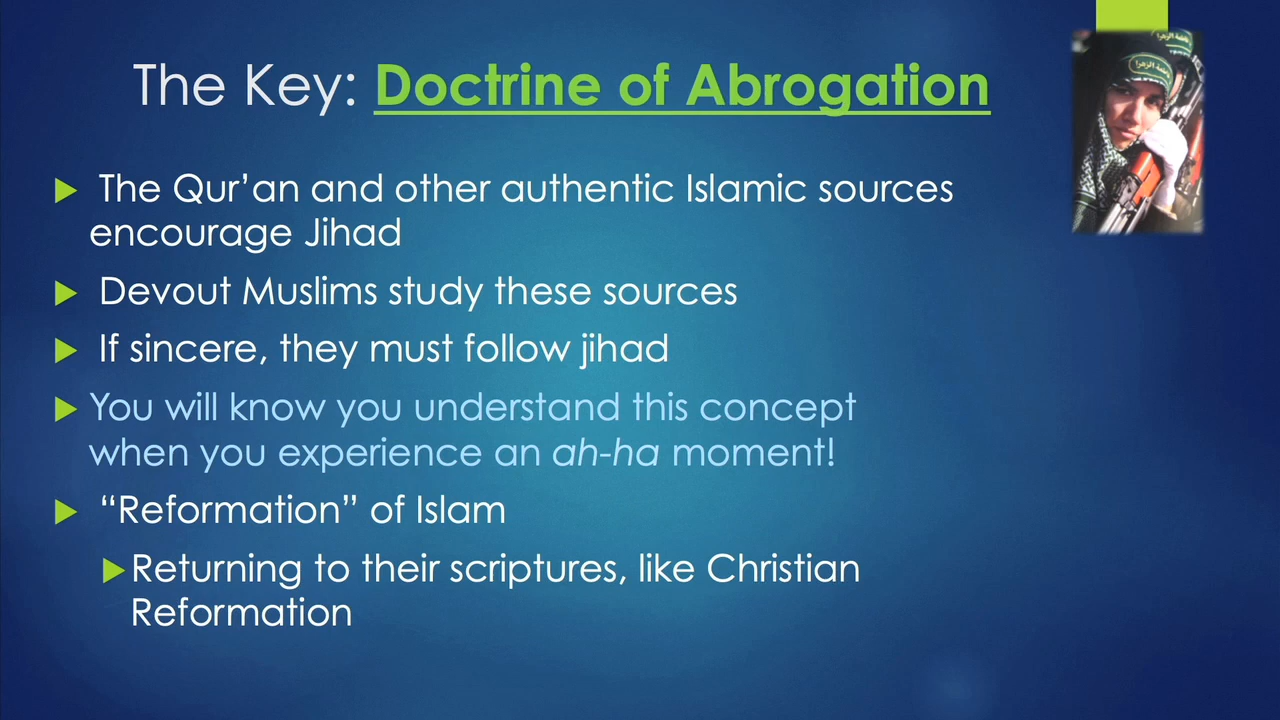 The Key: Doctrine of Abrogation
The Qur’an and other authentic Islamic sources
encourage Jihad
Devout Muslims study these sources
If sincere, they must follow jihad
You will know you understand this concept
when you experience an ah-ha moment!
“Reformation” of Islam
Returning to their scriptures, like Christian
Reformation